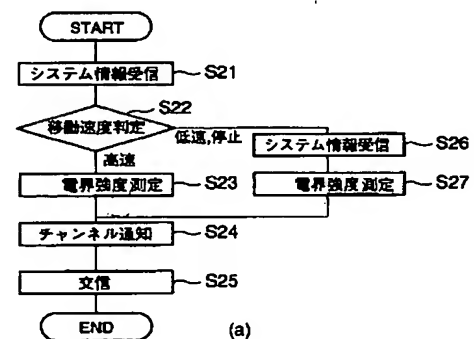 START
システム情報受信 S21
移動速度判定 S22
低速,停止
高速
システム情報受信 S26
電界強度測定 S23
電界強度測定 S27
チャンネル通知 S24
交信 S25
END
(a)